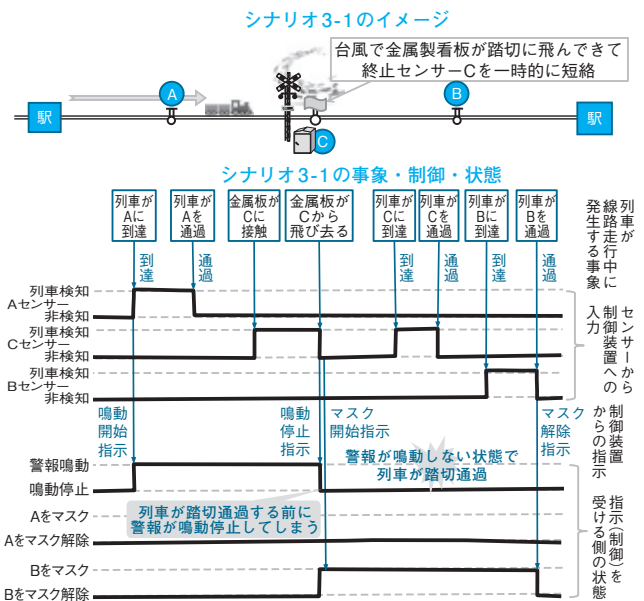 シナリオ3-1のイメージ
台風で金属製看板が踏切に飛んできて
終止センサーCを一時的に短絡
駅
A
B
C
駅
シナリオ3-1の事象・制御・状態
列車が
Aに
到達
列車が
Aを
通過
金属板が
Cに
接触
金属板が
Cから
飛び去る
列車が
Cに到達
列車が
Cを通過
列車が
Bに到達
列車が
Bを通過
列車が
線路走行中に
発生する事象
到達
通過
到達
通過
到達
通過
列車検知
Aセンサー
非検知
列車検知
Cセンサー
非検知
列車検知
Bセンサー
非検知
センサーから
制御装置への
入力
鳴動
開始
指示
鳴動
停止
指示
マスク
開始指示
マスク
解除
指示
制御装置
からの指示
警報が鳴動しない状態で
列車が踏切通過
警報鳴動
鳴動停止
列車が踏切通過する前に
警報が鳴動停止してしまう
Aをマスク
Aをマスク解除
Bをマスク
Bをマスク解除
指示(制御)を
受ける側の状態